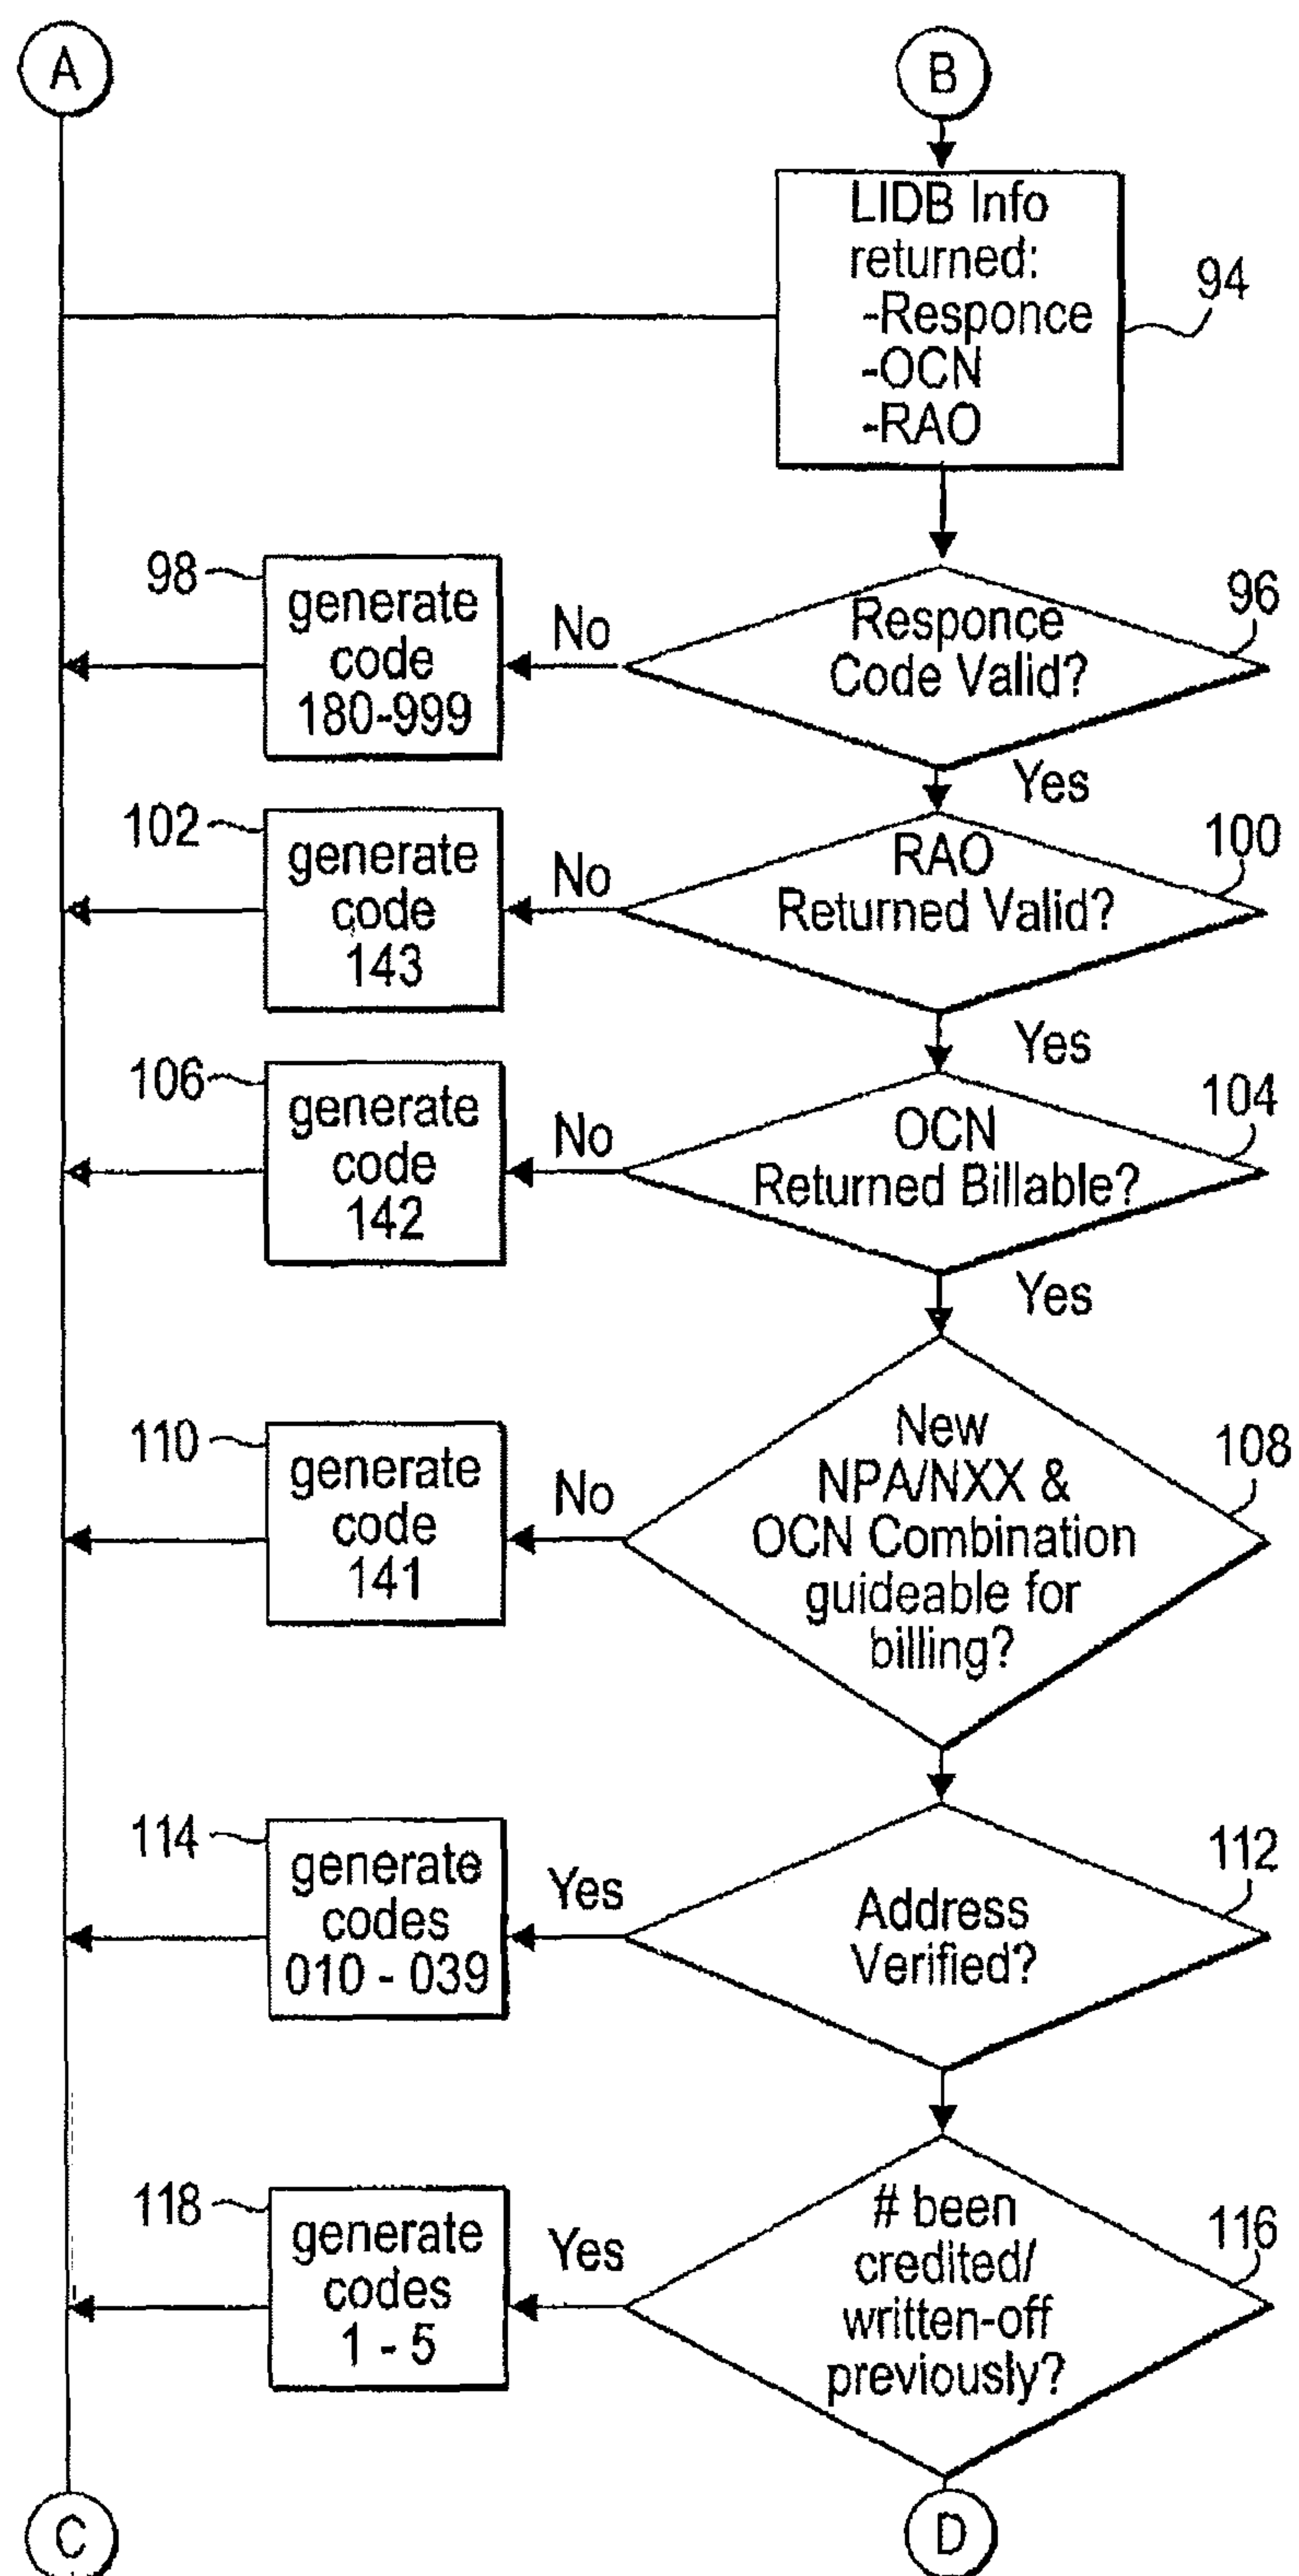 A
B
LIDB Info
returned:
-Responce
-OCN
-RAO
94
98
generate
code
180-999
No
Responce
Code Valid?
96
Yes
102
generate
code
143
No
RAO
Returned Valid?
100
Yes
106
generate
code
142
No
OCN
Returned Billable?
104
Yes
110
generate
code
141
No
New
NPA/NXX &
OCN Combination
guideable for
billing?
108
114
generate
codes
010 - 039
Yes
Address
Verified?
112
118
generate
codes
1 - 5
Yes
# been
credited/
written-off
previously?
116
C
D